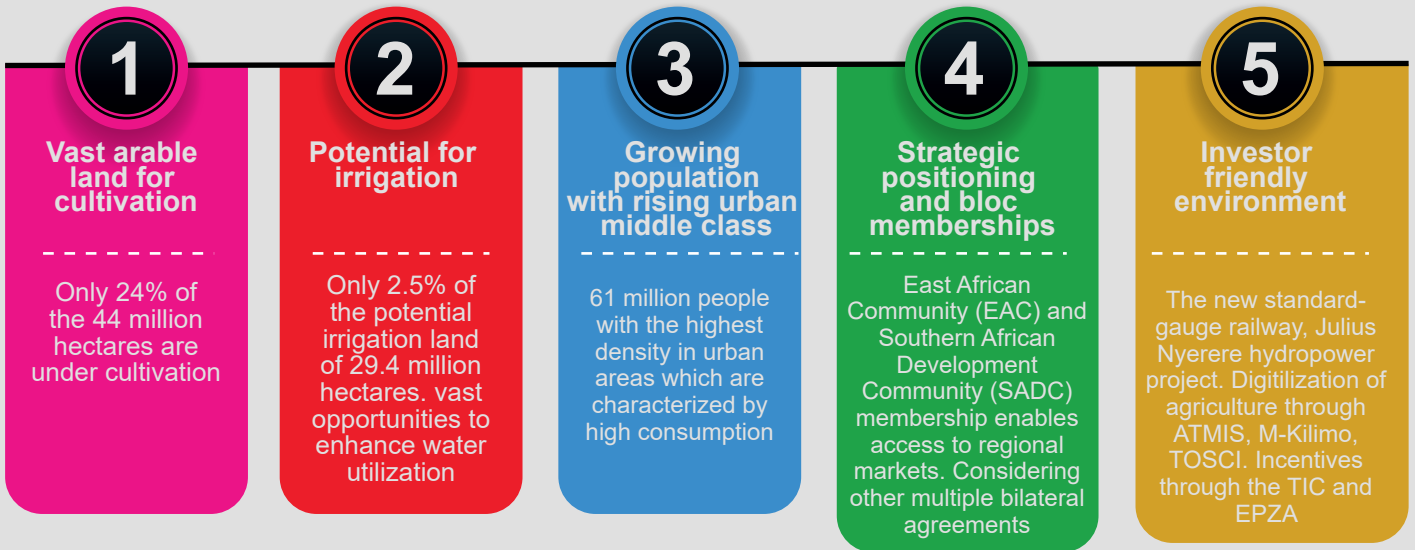 1
Vast arable
land for
cultivation
Only 24% of
the 44 million
hectares are
under cultivation
2
Potential for
irrigation
Only 2.5% of
the potential
irrigation land
of 29.4 million
hectares. vast
opportunities to
enhance water
utilization
3
Growing
population
with rising urban
middle class
61 million people
with the highest
density in urban
areas which are
characterized by
high consumption
4
Strategic
positioning
and bloc
memberships
East African
Community (EAC) and
Southern African
Development
Community (SADC)
membership enables
access to regional
markets. Considering
other multiple bilateral
agreements
5
Investor
friendly
environment
The new standard-
gauge railway, Julius
Nyerere hydropower
project. Digitilization of
agriculture through
ATMIS, M-Kilimo,
TOSCI. Incentives
through the TIC and
EPZA